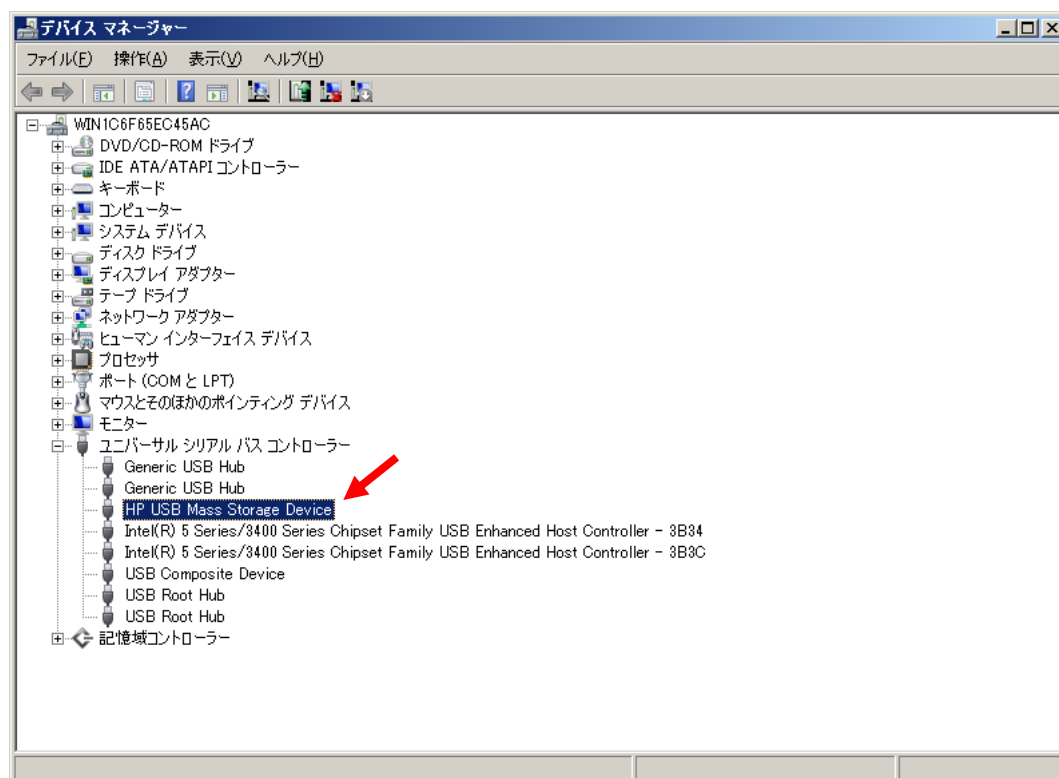 デバイス マネージャー
ファイル(F) 操作(A) 表示(V) ヘルプ(H)
WIN1C6F65EC45AC
DVD/CD-ROM ドライブ
IDE ATA/ATAPI コントローラー
キーボード
コンピューター
システム デバイス
ディスク ドライブ
ディスプレイ アダプター
テープ ドライブ
ネットワーク アダプター
ヒューマン インターフェイス デバイス
プロセッサ
ポート (COM と LPT)
マウスとそのほかのポインティング デバイス
モニター
ユニバーサル シリアル バス コントローラー
Generic USB Hub
Generic USB Hub
HP USB Mass Storage Device
Intel(R) 5 Series/3400 Series Chipset Family USB Enhanced Host Controller - 3B34
Intel(R) 5 Series/3400 Series Chipset Family USB Enhanced Host Controller - 3B3C
USB Composite Device
USB Root Hub
USB Root Hub
記憶域コントローラー